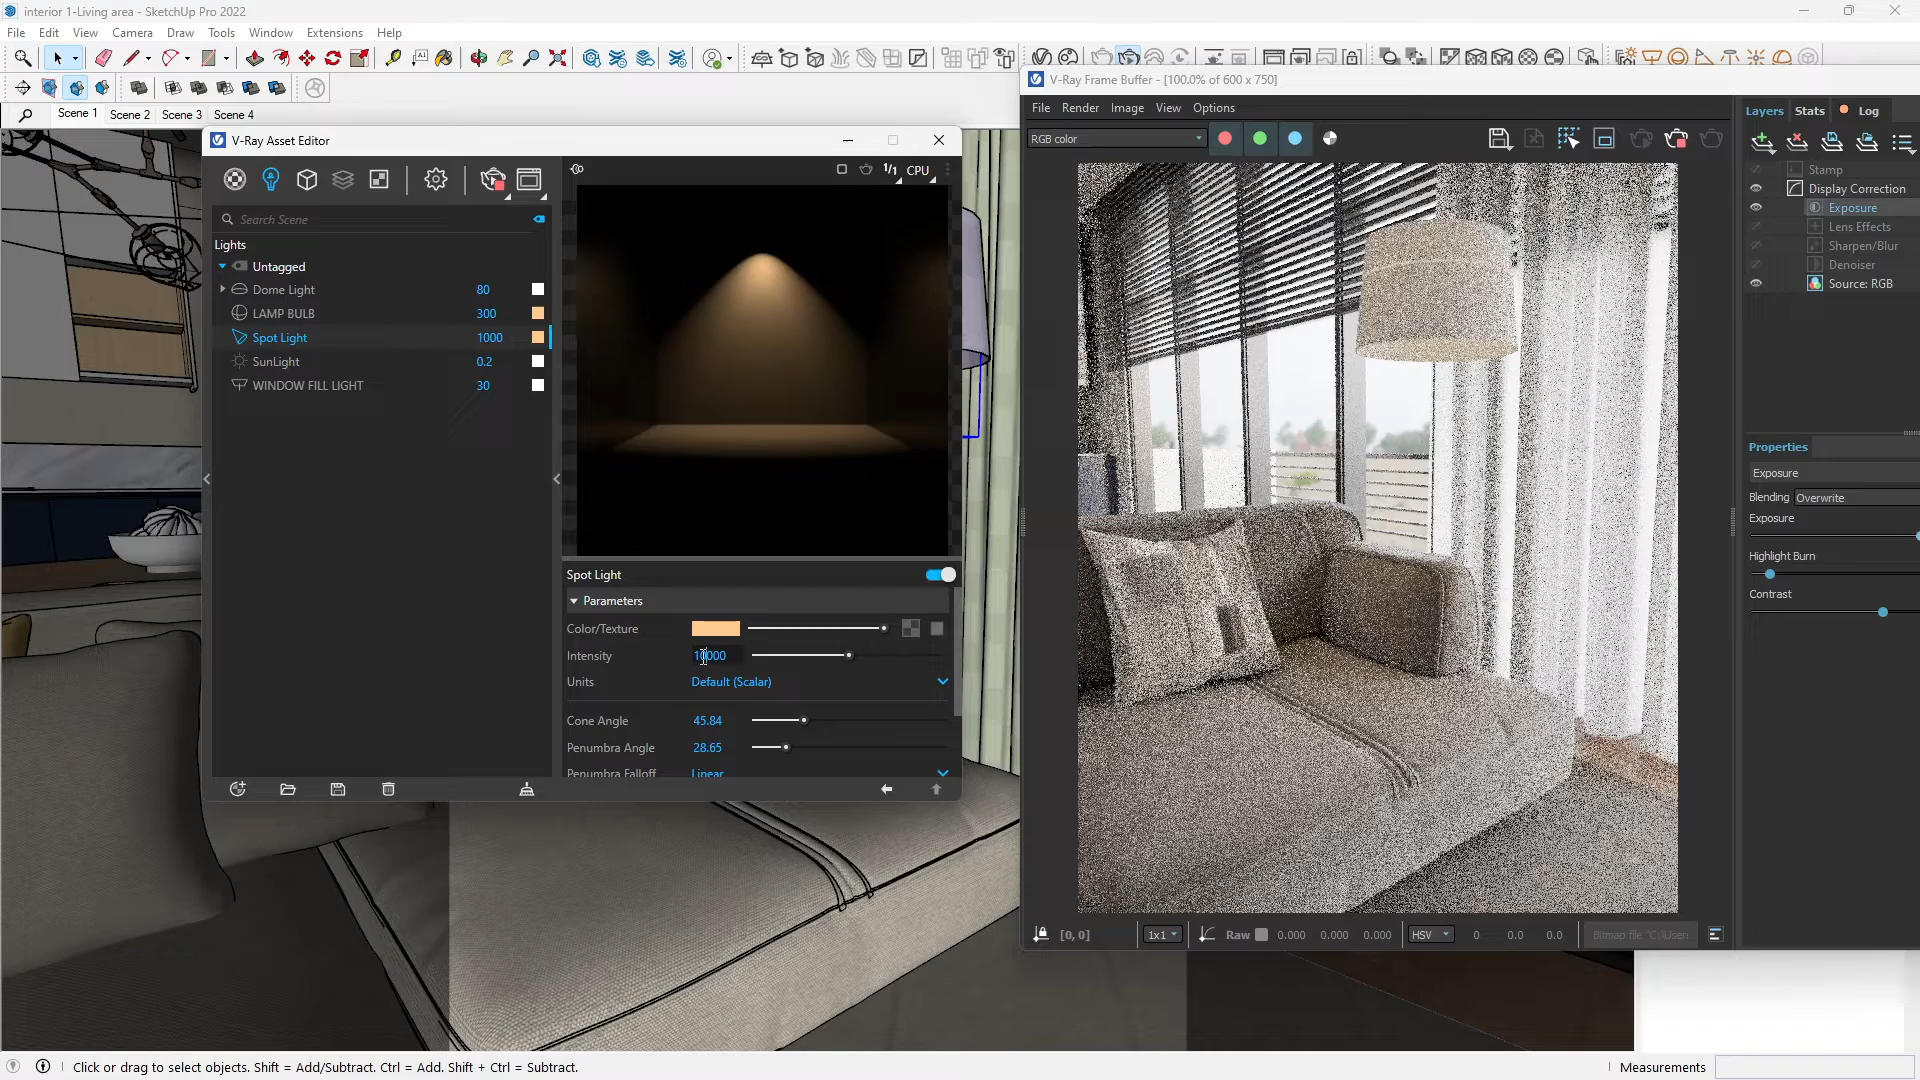 interior 1-Living area - SketchUp Pro 2022
File Edit View Camera Draw Tools Window Extensions Help
Scene 1 Scene 2 Scene 3 Scene 4
V-Ray Asset Editor
1/1 CPU
Search Scene
Lights
Untagged
Dome Light 80
LAMP BULB 300
Spot Light 1000
SunLight 0.2
WINDOW FILL LIGHT 30
Spot Light
Parameters
Color/Texture
Intensity 10000
Units Default (Scalar)
Cone Angle 45.84
Penumbra Angle 28.65
Penumbra Falloff Linear
V-Ray Frame Buffer - [100.0% of 600 x 750]
File Render Image View Options
RGB color
[0, 0] 1x1 Raw 0.000 0.000 0.000 HSV 0 0.0 0.0 Bitmap file "C:\User
Layers Stats Log
Stamp
Display Correction
Exposure
Lens Effects
Sharpen/Blur
Denoiser
Source: RGB
Properties
Exposure
Blending Overwrite
Exposure
Highlight Burn
Contrast
Click or drag to select objects. Shift = Add/Subtract. Ctrl = Add. Shift + Ctrl = Subtract.
Measurements